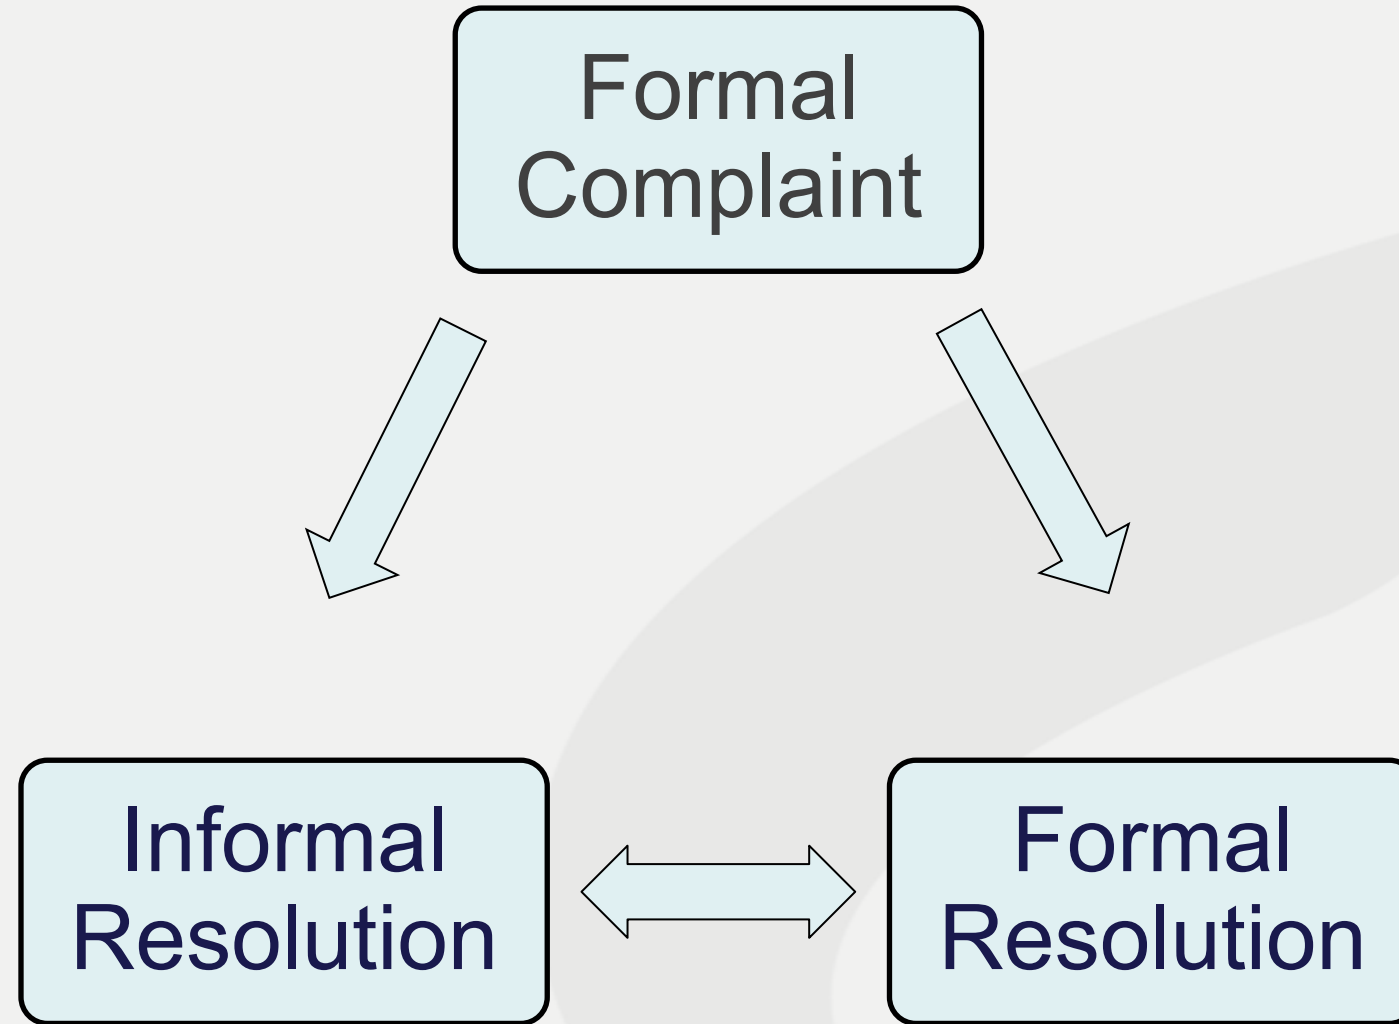 Formal
Complaint
Informal
Resolution
Formal
Resolution